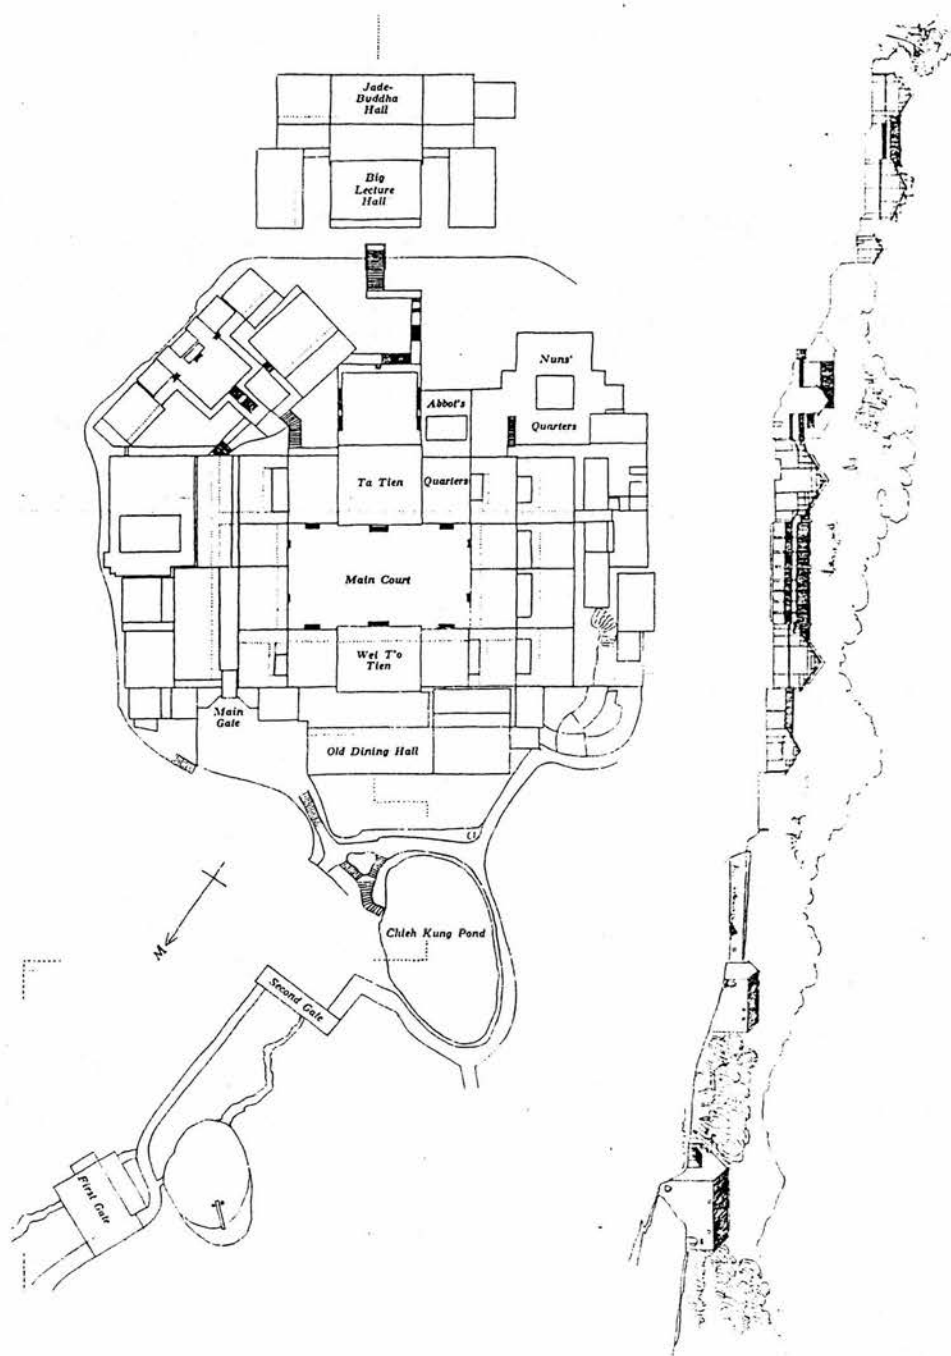 Jade-
Buddha
Hall
Big
Lecture
Hall
Nuns'
Quarters
Abbot's
Quarters
Ta Tien
Main Court
Wei T'o
Tien
Main
Gate
Old Dining Hall
Chieh Kung Pond
M
Second Gate
First Gate